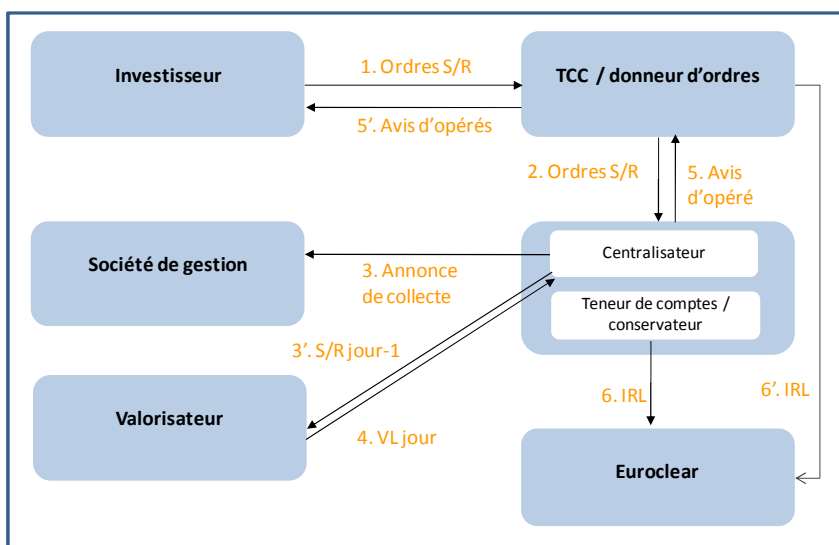 Investisseur
1. Ordres S/R
TCC / donneur d’ordres
5’. Avis d’opérés
2. Ordres S/R
5. Avis
d’opéré
Société de gestion
3. Annonce
de collecte
Centralisateur
Teneur de comptes /
conservateur
3’. S/R jour-1
Valorisateur
4. VL jour
6. IRL
6’. IRL
Euroclear